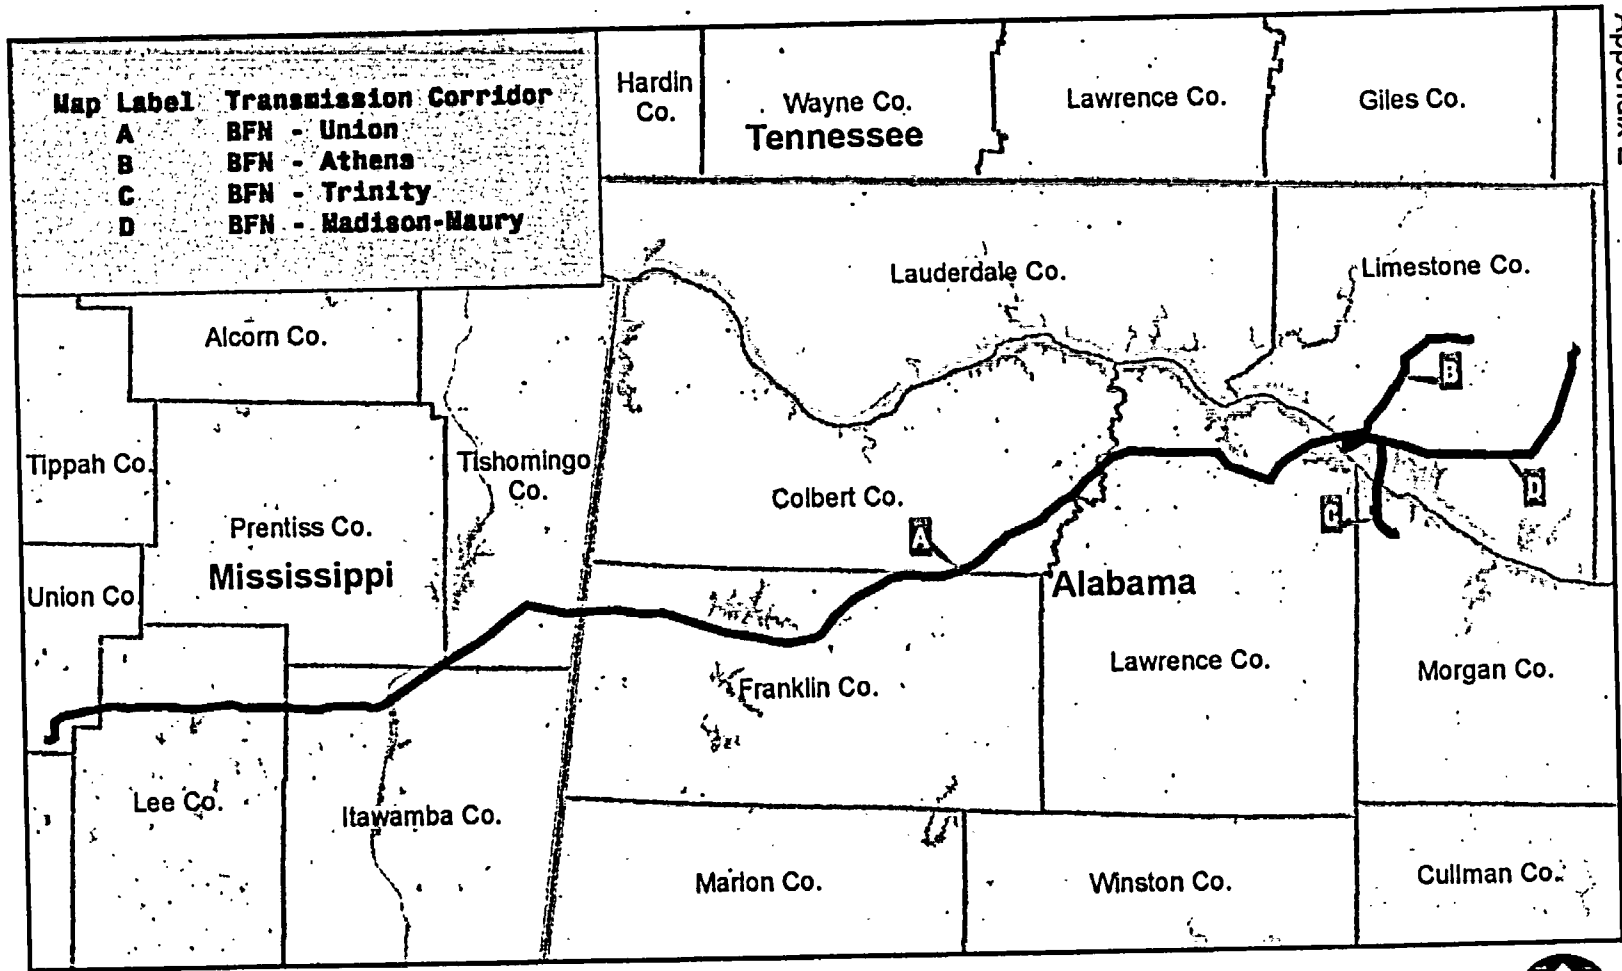 Map Label Transmission Corridor
A BFN - Union
B BFN - Athens
C BFN - Trinity
D BFN - Madison-Maury
Hardin
Co.
Wayne Co.
Tennessee
Lawrence Co.
Giles Co.
Lauderdale Co.
Limestone Co.
Alcorn Co.
B
Tippah Co.
Tishomingo
Co.
Colbert Co.
D
C
A
Prentiss Co.
Mississippi
Alabama
Union Co
Lawrence Co.
Morgan Co.
Franklin Co.
Lee Co.
Itawamba Co.
Marion Co.
Winston Co.
Cullman Co.